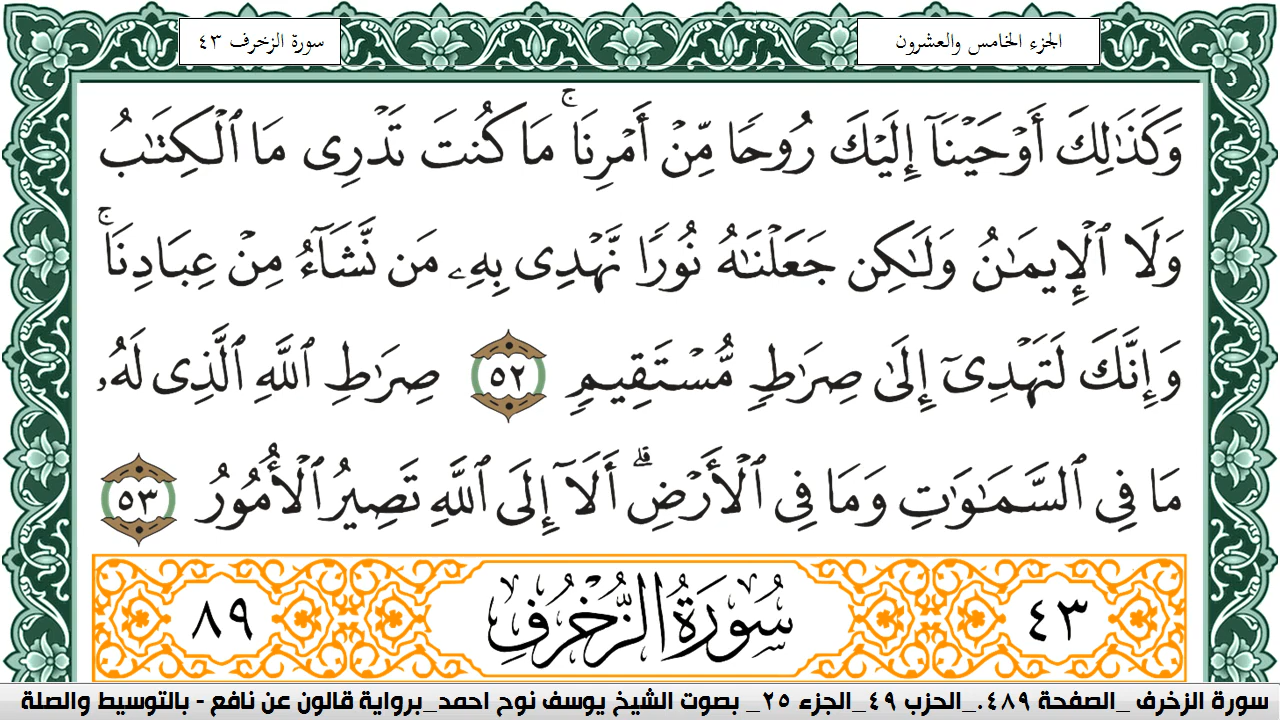 سورة الزخرف ٤٣
الجزء الخامس والعشرون
وَكَذَٰلِكَ أَوْحَيْنَآ إِلَيْكَ رُوحًا مِّنْ أَمْرِنَا ۚ مَا كُنتَ تَدْرِى مَا ٱلْكِتَـٰبُ
وَلَا ٱلْإِيمَـٰنُ وَلَـٰكِن جَعَلْنَـٰهُ نُورًا نَّهْدِى بِهِۦ مَن نَّشَآءُ مِنْ عِبَادِنَا ۚ
وَإِنَّكَ لَتَهْدِىٓ إِلَىٰ صِرَٰطٍ مُّسْتَقِيمٍ ٥٢ صِرَٰطِ ٱللَّهِ ٱلَّذِى لَهُۥ
مَا فِى ٱلسَّمَـٰوَٰتِ وَمَا فِى ٱلْأَرْضِ ۗ أَلَآ إِلَى ٱللَّهِ تَصِيرُ ٱلْأُمُورُ ٥٣
٤٣ سُورَةُ الزُّخْرُفِ ٨٩
سورة الزخرف _الصفحة ٤٨٩._الحزب ٤٩_الجزء ٢٥_ بصوت الشيخ يوسف نوح احمد_برواية قالون عن نافع - بالتوسيط والصلة